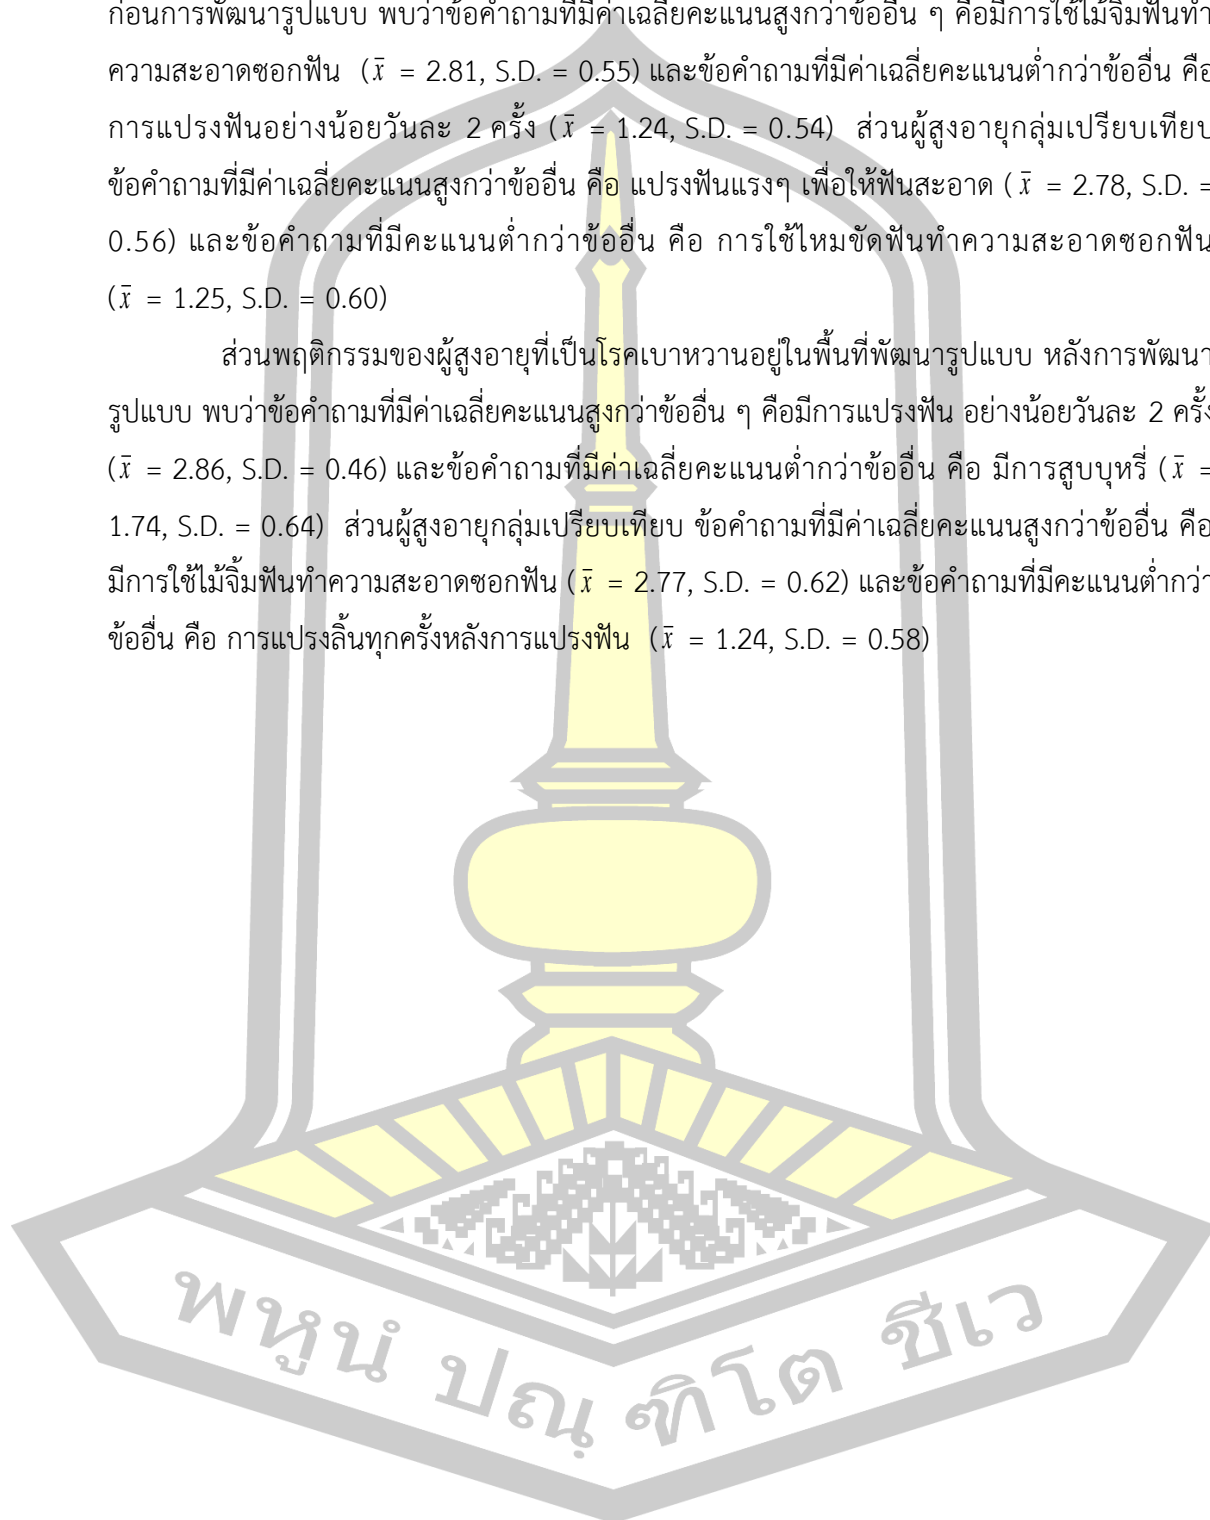 ก่อนการพัฒนารูปแบบ พบว่าข้อคำถามที่มีค่าเฉลี่ยคะแนนสูงกว่าข้ออื่น ๆ คือมีการใช้ไม้จิ้มฟันทำ
ความสะอาดซอกฟัน (x̄ = 2.81, S.D. = 0.55) และข้อคำถามที่มีค่าเฉลี่ยคะแนนต่ำกว่าข้ออื่น คือ
การแปรงฟันอย่างน้อยวันละ 2 ครั้ง (x̄ = 1.24, S.D. = 0.54) ส่วนผู้สูงอายุกลุ่มเปรียบเทียบ
ข้อคำถามที่มีค่าเฉลี่ยคะแนนสูงกว่าข้ออื่น คือ แปรงฟันแรงๆ เพื่อให้ฟันสะอาด (x̄ = 2.78, S.D. =
0.56) และข้อคำถามที่มีคะแนนต่ำกว่าข้ออื่น คือ การใช้ไหมขัดฟันทำความสะอาดซอกฟัน
(x̄ = 1.25, S.D. = 0.60)
ส่วนพฤติกรรมของผู้สูงอายุที่เป็นโรคเบาหวานอยู่ในพื้นที่พัฒนารูปแบบ หลังการพัฒนา
รูปแบบ พบว่าข้อคำถามที่มีค่าเฉลี่ยคะแนนสูงกว่าข้ออื่น ๆ คือมีการแปรงฟัน อย่างน้อยวันละ 2 ครั้ง
(x̄ = 2.86, S.D. = 0.46) และข้อคำถามที่มีค่าเฉลี่ยคะแนนต่ำกว่าข้ออื่น คือ มีการสูบบุหรี่ (x̄ =
1.74, S.D. = 0.64) ส่วนผู้สูงอายุกลุ่มเปรียบเทียบ ข้อคำถามที่มีค่าเฉลี่ยคะแนนสูงกว่าข้ออื่น คือ
มีการใช้ไม้จิ้มฟันทำความสะอาดซอกฟัน (x̄ = 2.77, S.D. = 0.62) และข้อคำถามที่มีคะแนนต่ำกว่า
ข้ออื่น คือ การแปรงลิ้นทุกครั้งหลังการแปรงฟัน (x̄ = 1.24, S.D. = 0.58)
พหูนํ ปณฺ ฑิโต ชีเว